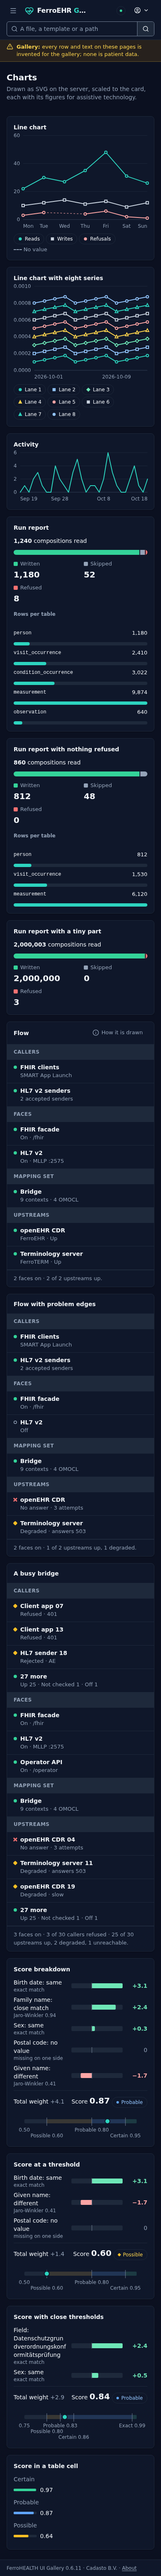 FerroEHR G…
A file, a template or a path
Gallery: every row and text on these pages is
invented for the gallery; none is patient data.
Charts
Drawn as SVG on the server, scaled to the card,
each with its figures for assistive technology.
Line chart
60
40
20
0
Mon Tue Wed Thu Fri Sat Sun
Reads Writes Refusals
No value
Line chart with eight series
0.0010
0.0008
0.0006
0.0004
0.0002
0.0000
2026-10-01 2026-10-09
Lane 1 Lane 2 Lane 3
Lane 4 Lane 5 Lane 6
Lane 7 Lane 8
Activity
6
4
2
0
Sep 19 Sep 28 Oct 8 Oct 18
Run report
1,240 compositions read
Written Skipped
1,180 52
Refused
8
Rows per table
person 1,180
visit_occurrence 2,410
condition_occurrence 3,022
measurement 9,874
observation 640
Run report with nothing refused
860 compositions read
Written Skipped
812 48
Refused
0
Rows per table
person 812
visit_occurrence 1,530
measurement 6,120
Run report with a tiny part
2,000,003 compositions read
Written Skipped
2,000,000 0
Refused
3
Flow How it is drawn
CALLERS
FHIR clients
SMART App Launch
HL7 v2 senders
2 accepted senders
FACES
FHIR facade
On · /fhir
HL7 v2
On · MLLP :2575
MAPPING SET
Bridge
9 contexts · 4 OMOCL
UPSTREAMS
openEHR CDR
FerroEHR · Up
Terminology server
FerroTERM · Up
2 faces on · 2 of 2 upstreams up.
Flow with problem edges
CALLERS
FHIR clients
SMART App Launch
HL7 v2 senders
2 accepted senders
FACES
FHIR facade
On · /fhir
HL7 v2
Off
MAPPING SET
Bridge
9 contexts · 4 OMOCL
UPSTREAMS
openEHR CDR
No answer · 3 attempts
Terminology server
Degraded · answers 503
2 faces on · 1 of 2 upstreams up, 1 degraded.
A busy bridge
CALLERS
Client app 07
Refused · 401
Client app 13
Refused · 401
HL7 sender 18
Rejected · AE
27 more
Up 25 · Not checked 1 · Off 1
FACES
FHIR facade
On · /fhir
HL7 v2
On · MLLP :2575
Operator API
On · /operator
MAPPING SET
Bridge
9 contexts · 4 OMOCL
UPSTREAMS
openEHR CDR 04
No answer · 3 attempts
Terminology server 11
Degraded · answers 503
openEHR CDR 19
Degraded · slow
27 more
Up 25 · Not checked 1 · Off 1
3 faces on · 3 of 30 callers refused · 25 of 30
upstreams up, 2 degraded, 1 unreachable.
Score breakdown
Birth date: same
exact match
+3.1
Family name:
close match
Jaro-Winkler 0.94
+2.4
Sex: same
exact match
+0.3
Postal code: no
value
missing on one side
0
Given name:
different
Jaro-Winkler 0.41
−1.7
Total weight +4.1 Score 0.87 Probable
0.50 Probable 0.80
Possible 0.60 Certain 0.95
Score at a threshold
Birth date: same
exact match
+3.1
Given name:
different
Jaro-Winkler 0.41
−1.7
Postal code: no
value
missing on one side
0
Total weight +1.4 Score 0.60 Possible
0.50 Probable 0.80
Possible 0.60 Certain 0.95
Score with close thresholds
Field:
Datenschutzgrun
dverordnungskonf
ormitätsprüfung
exact match
+2.4
Sex: same
exact match
+0.5
Total weight +2.9 Score 0.84 Probable
0.75 Probable 0.83 Exact 0.99
Possible 0.80
Certain 0.86
Score in a table cell
Certain
0.97
Probable
0.87
Possible
0.64
FerroHEALTH UI Gallery 0.6.11 · Cadasto B.V. · About